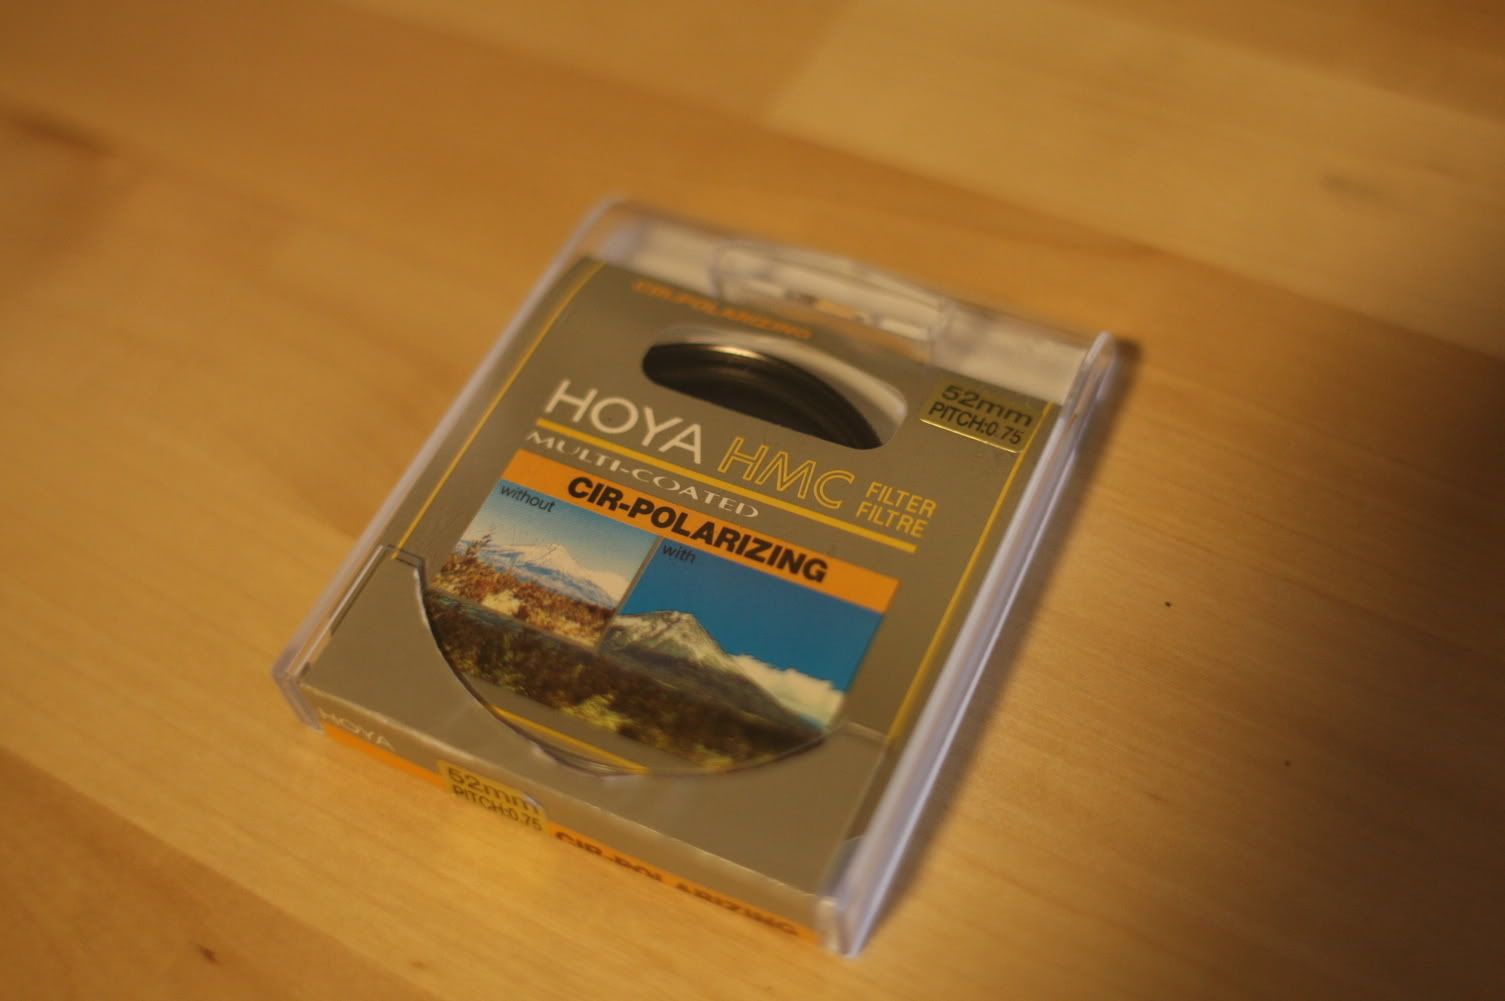 CIR-POLARIZING
52mm
PITCH:0.75
HOYA HMC FILTER
FILTRE
MULTI-COATED
CIR-POLARIZING
without
with
HOYA
52mm
PITCH:0.75
CIR-POLARIZING